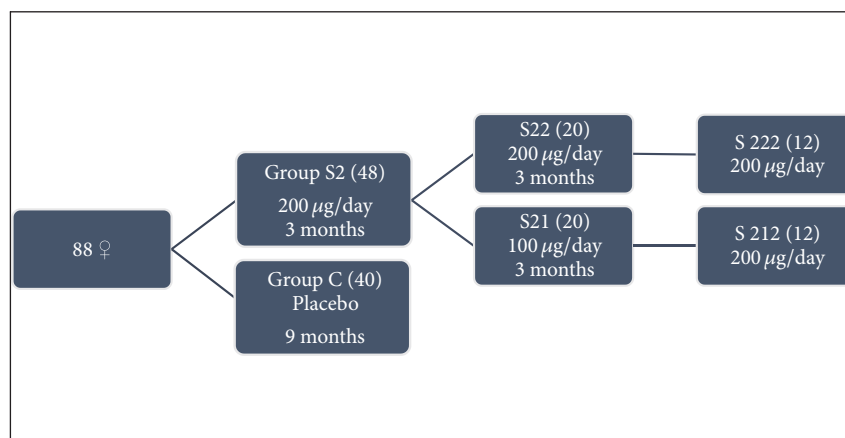 88 ♀
Group S2 (48)
200 μg/day
3 months
Group C (40)
Placebo
9 months
S22 (20)
200 μg/day
3 months
S21 (20)
100 μg/day
3 months
S 222 (12)
200 μg/day
S 212 (12)
200 μg/day